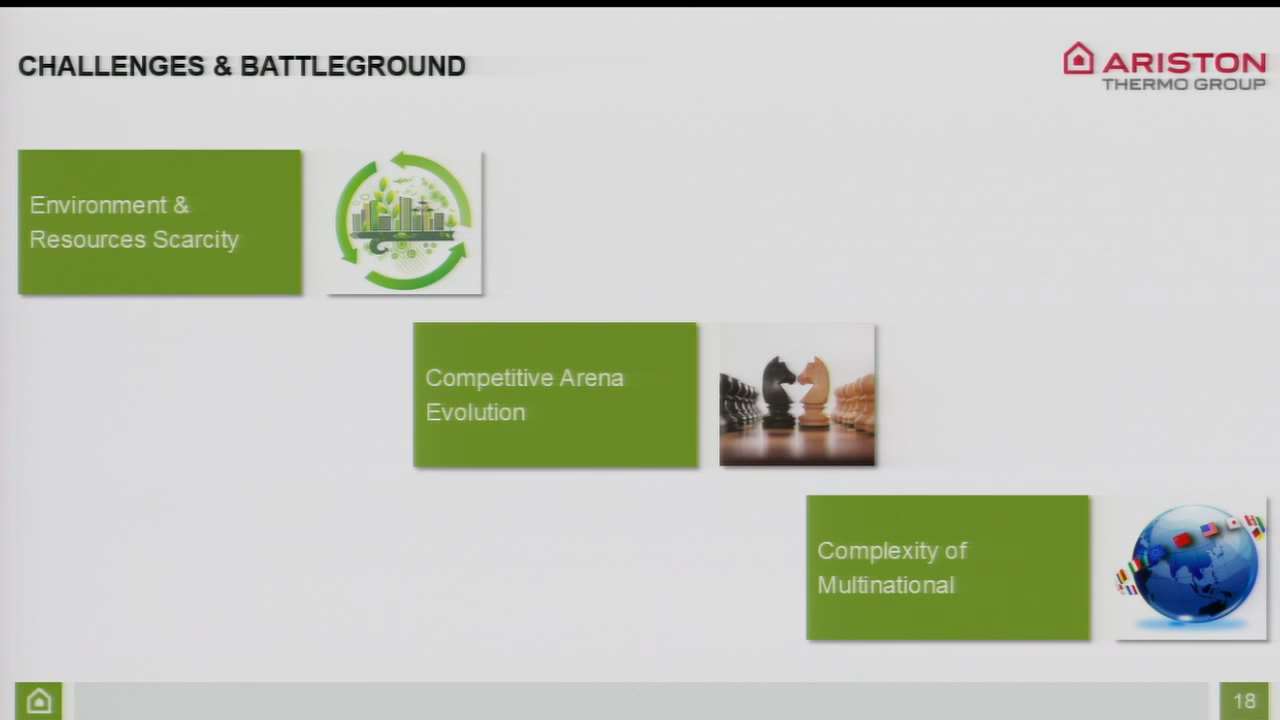 CHALLENGES & BATTLEGROUND
ARISTON
THERMO GROUP
Environment &
Resources Scarcity
Competitive Arena
Evolution
Complexity of
Multinational
18